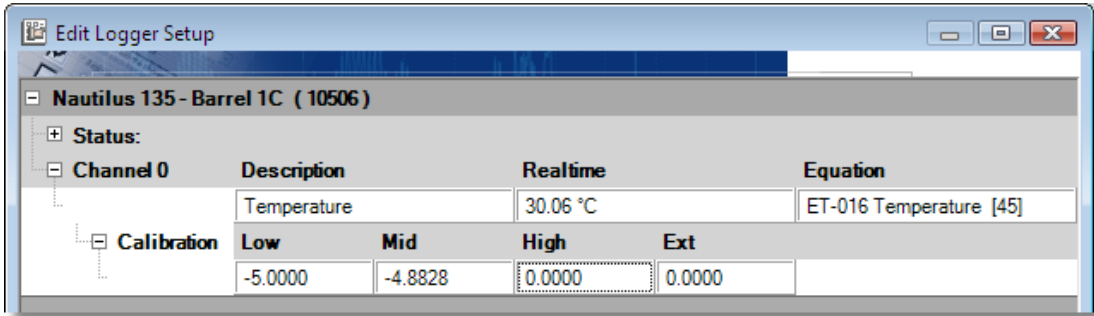 Edit Logger Setup
Nautilus 135 - Barrel 1C ( 10506 )
Status:
Channel 0 Description Realtime Equation
Temperature 30.06 °C ET-016 Temperature [45]
Calibration Low Mid High Ext
-5.0000 -4.8828 0.0000 0.0000